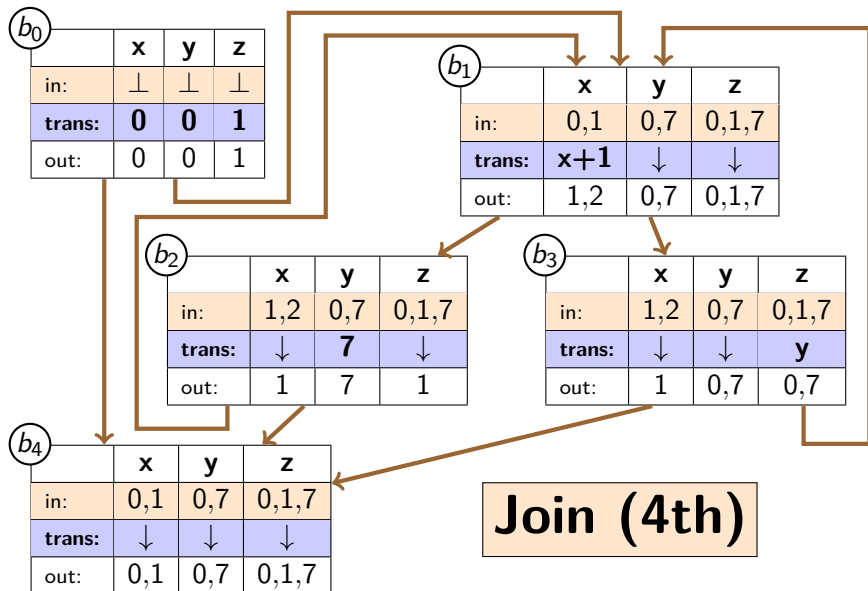 b0
x y z
in: ⊥ ⊥ ⊥
trans: 0 0 1
out: 0 0 1
b1
x y z
in: 0,1 0,7 0,1,7
trans: x+1 ↓ ↓
out: 1,2 0,7 0,1,7
b2
x y z
in: 1,2 0,7 0,1,7
trans: ↓ 7 ↓
out: 1 7 1
b3
x y z
in: 1,2 0,7 0,1,7
trans: ↓ ↓ y
out: 1 0,7 0,7
b4
x y z
in: 0,1 0,7 0,1,7
trans: ↓ ↓ ↓
out: 0,1 0,7 0,1,7
Join (4th)